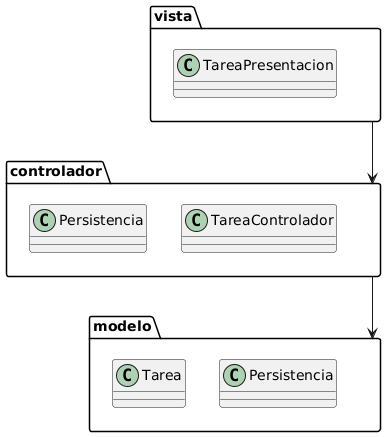 vista
C TareaPresentacion
controlador
C Persistencia
C TareaControlador
modelo
C Tarea
C Persistencia